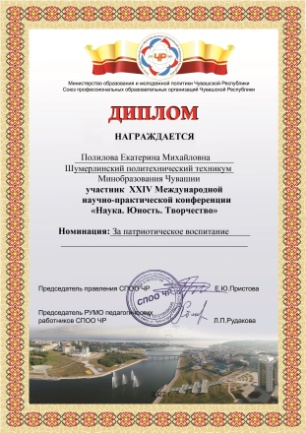 ЧР
Министерство образования и молодежной политики Чувашской Республики
Союз профессиональных образовательных организаций Чувашской Республики
ДИПЛОМ
НАГРАЖДАЕТСЯ
Полилова Екатерина Михайловна
Шумерлинский политехнический техникум
Минобразования Чувашии
участник XXIV Международной
научно-практической конференции
«Наука. Юность. Творчество»
Номинация: За патриотическое воспитание
Председатель правления СПОО ЧР Е.Ю.Пристова
СПОО ЧР
Председатель РУМО педагогических
работников СПОО ЧР Л.П.Рудакова